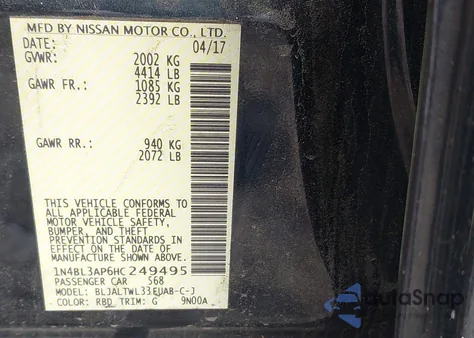 MFD BY NISSAN MOTOR CO., LTD.
DATE: 04/17
GVWR: 2002 KG
4414 LB
GAWR FR.: 1085 KG
2392 LB
GAWR RR.: 940 KG
2072 LB
THIS VEHICLE CONFORMS TO
ALL APPLICABLE FEDERAL
MOTOR VEHICLE SAFETY,
BUMPER, AND THEFT
PREVENTION STANDARDS IN
EFFECT ON THE DATE OF
MANUFACTURE SHOWN ABOVE.
1N4BL3AP6HC249495
PASSENGER CAR 568
MODEL: BLJALTWL33EUAB-C-J
COLOR: RBD TRIM: G 9N00A
AutoSnap